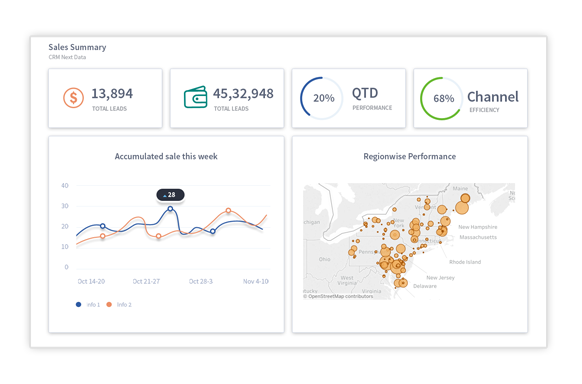 Sales Summary
CRM Next Data
$ 13,894
TOTAL LEADS
45,32,948
TOTAL LEADS
20%
QTD
PERFORMANCE
68%
Channel
EFFICIENCY
Accumulated sale this week
40
30
20
10
0
28
Oct 14-20
Oct 21-27
Oct 28-3
Nov 4-10
info 1
Info 2
Regionwise Performance
Maine
New Hampshire
Massachusetts
Rhode Island
Ohio
West
Virginia
Virginia
New Jersey
Delaware
© OpenStreetMap contributors